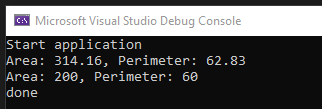 Microsoft Visual Studio Debug Console
Start application
Area: 314.16, Perimeter: 62.83
Area: 200, Perimeter: 60
done